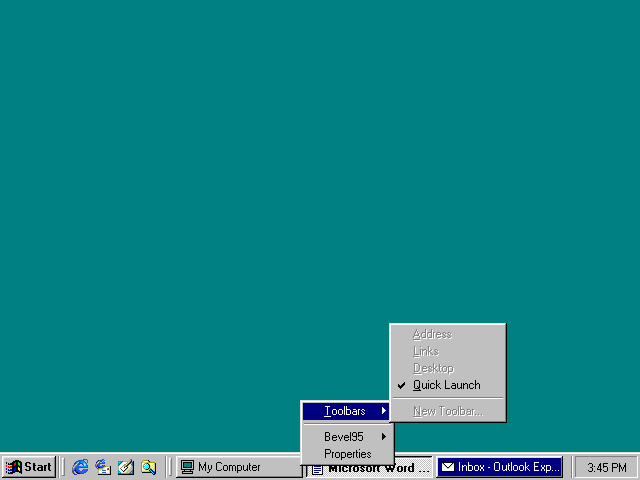 Address
Links
Desktop
Quick Launch
New Toolbar...
Toolbars
Bevel95
Properties
Start
My Computer
Microsoft Word ...
Inbox - Outlook Exp...
3:45 PM